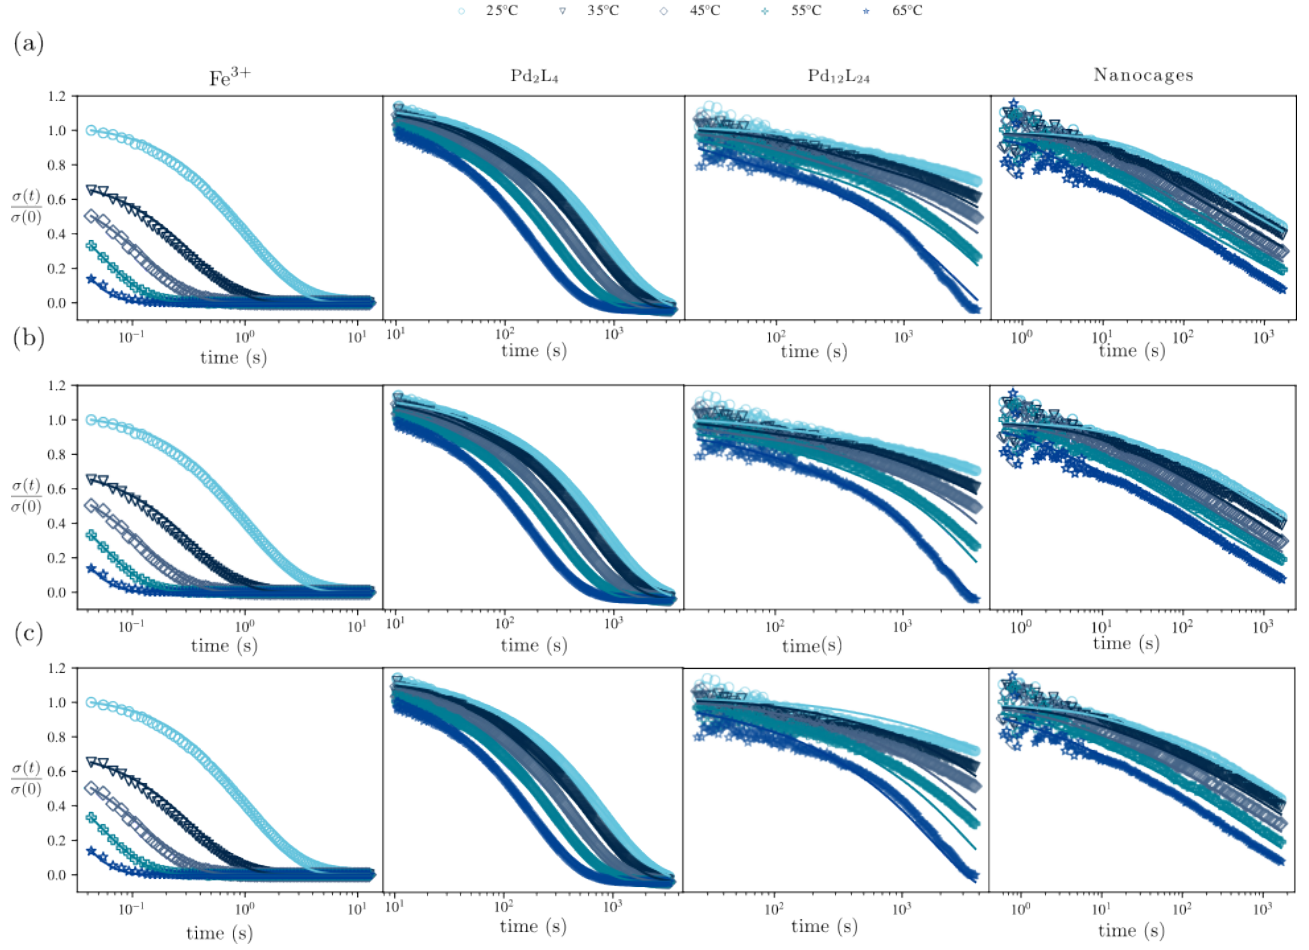 25°C 35°C 45°C 55°C 65°C
(a)
Fe³⁺ Pd₂L₄ Pd₁₂L₂₄ Nanocages
1.2
1.0
0.8
0.6
0.4
0.2
0.0
σ(t)/σ(0)
10⁻¹ 10⁰ 10¹ 10¹ 10² 10³ 10² 10³ 10⁰ 10¹ 10² 10³
time (s) time (s) time (s) time (s)
(b)
1.2
1.0
0.8
0.6
0.4
0.2
0.0
σ(t)/σ(0)
10⁻¹ 10⁰ 10¹ 10¹ 10² 10³ 10² 10³ 10⁰ 10¹ 10² 10³
time (s) time (s) time(s) time (s)
(c)
1.2
1.0
0.8
0.6
0.4
0.2
0.0
σ(t)/σ(0)
10⁻¹ 10⁰ 10¹ 10¹ 10² 10³ 10² 10³ 10⁰ 10¹ 10² 10³
time (s) time (s) time (s) time (s)